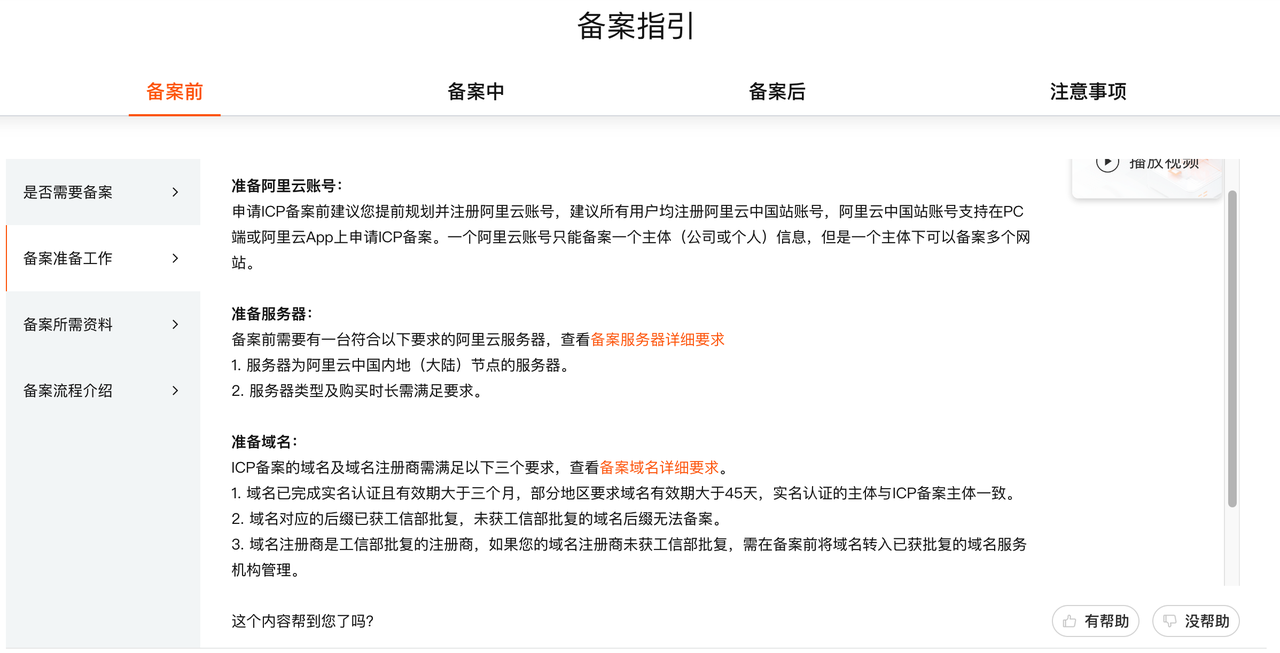 备案指引
备案前
备案中
备案后
注意事项
是否需要备案
备案准备工作
备案所需资料
备案流程介绍
播放视频
准备阿里云账号：
申请ICP备案前建议您提前规划并注册阿里云账号，建议所有用户均注册阿里云中国站账号，阿里云中国站账号支持在PC
端或阿里云App上申请ICP备案。一个阿里云账号只能备案一个主体（公司或个人）信息，但是一个主体下可以备案多个网
站。
准备服务器：
备案前需要有一台符合以下要求的阿里云服务器，查看备案服务器详细要求
1. 服务器为阿里云中国内地（大陆）节点的服务器。
2. 服务器类型及购买时长需满足要求。
准备域名：
ICP备案的域名及域名注册商需满足以下三个要求，查看备案域名详细要求。
1. 域名已完成实名认证且有效期大于三个月，部分地区要求域名有效期大于45天，实名认证的主体与ICP备案主体一致。
2. 域名对应的后缀已获工信部批复，未获工信部批复的域名后缀无法备案。
3. 域名注册商是工信部批复的注册商，如果您的域名注册商未获工信部批复，需在备案前将域名转入已获批复的域名服务
机构管理。
这个内容帮到您了吗?
有帮助
没帮助